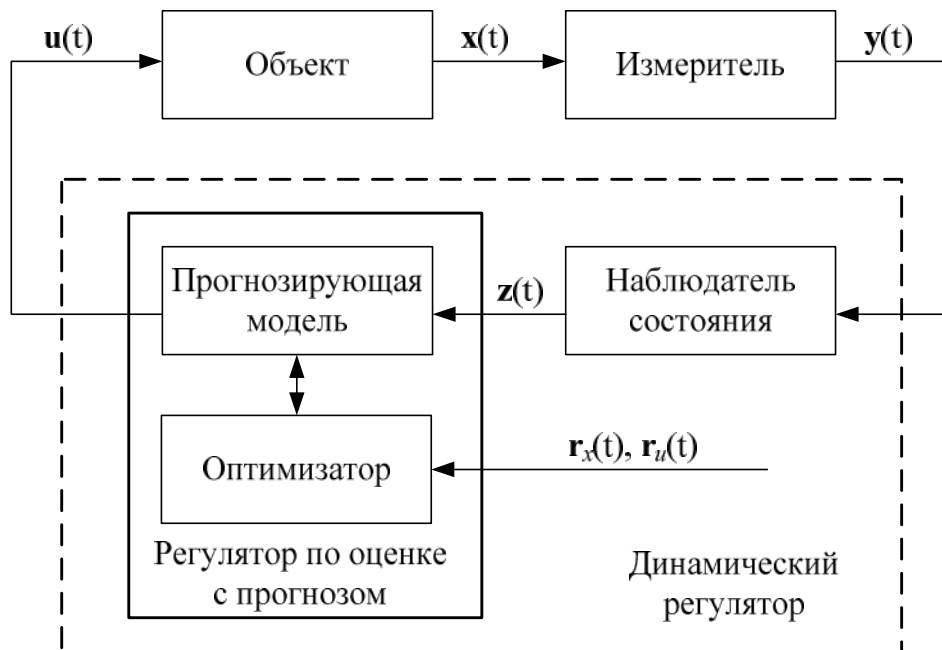 u(t)
Объект
x(t)
Измеритель
y(t)
Прогнозирующая
модель
z(t)
Наблюдатель
состояния
Оптимизатор
rₓ(t), rᵤ(t)
Регулятор по оценке
с прогнозом
Динамический
регулятор